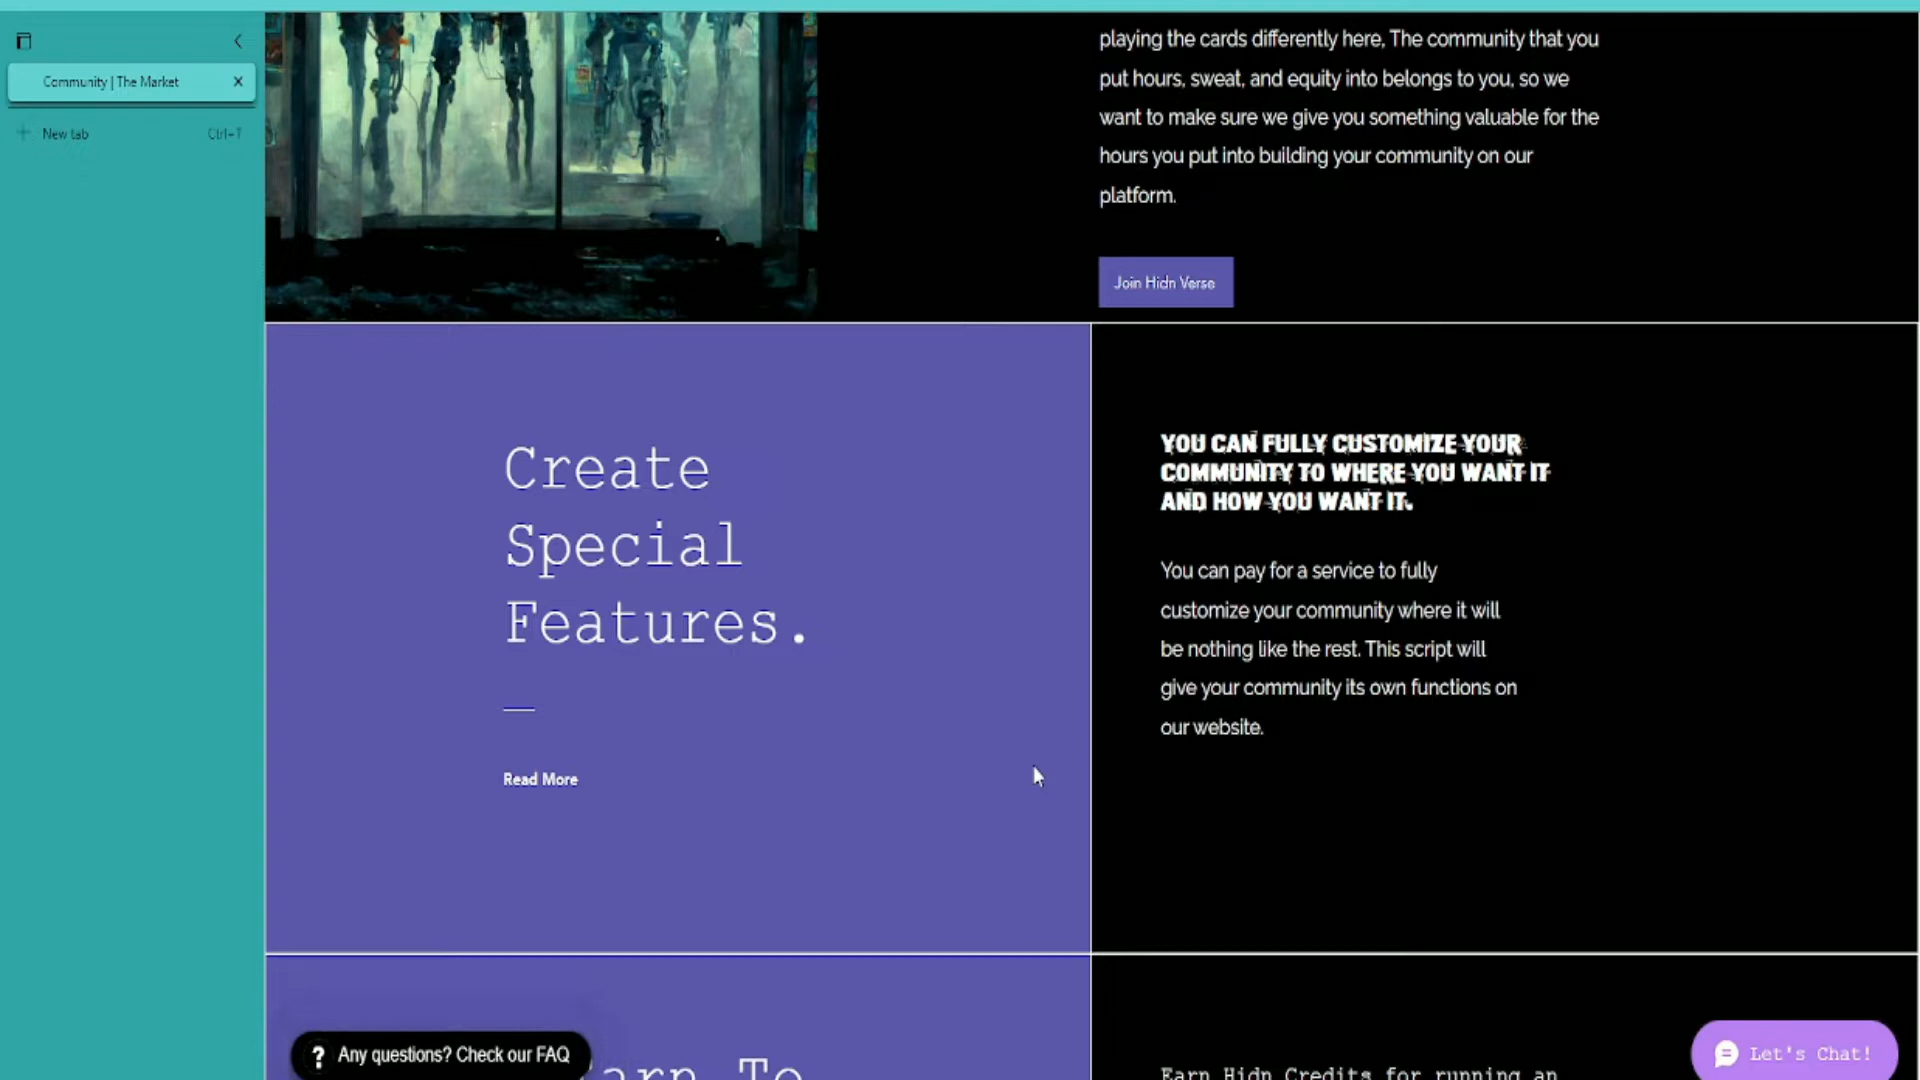 Community | The Market
New tab
Ctrl+T
playing the cards differently here, The community that you
put hours, sweat, and equity into belongs to you, so we
want to make sure we give you something valuable for the
hours you put into building your community on our
platform.
Join Hidn Verse
Create
Special
Features.
Read More
YOU CAN FULLY CUSTOMIZE YOUR
COMMUNITY TO WHERE YOU WANT IT
AND HOW YOU WANT IT.
You can pay for a service to fully
customize your community where it will
be nothing like the rest. This script will
give your community its own functions on
our website.
? Any questions? Check our FAQ
arn To
Earn Hidn Credits for running an
Let's Chat!